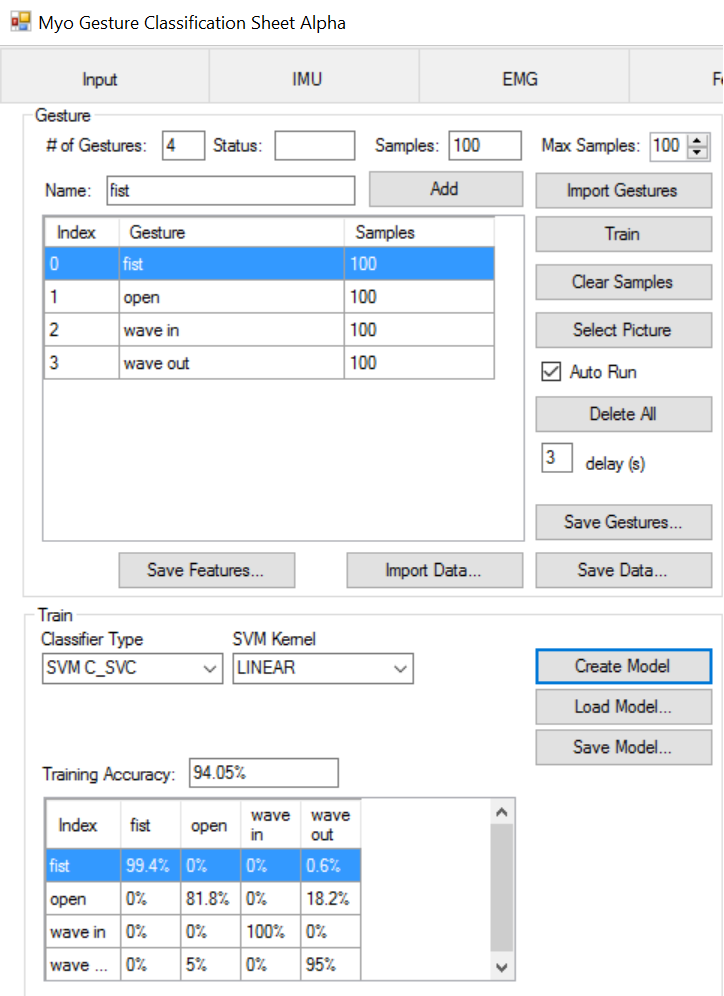 Myo Gesture Classification Sheet Alpha
Input IMU EMG
Gesture
# of Gestures: 4 Status: Samples: 100 Max Samples: 100
Name: fist Add Import Gestures
Index Gesture Samples Train
0 fist 100
1 open 100 Clear Samples
2 wave in 100 Select Picture
3 wave out 100 Auto Run
Delete All
3 delay (s)
Save Gestures...
Save Features... Import Data... Save Data...
Train
Classifier Type SVM Kernel
SVM C_SVC LINEAR Create Model
Load Model...
Save Model...
Training Accuracy: 94.05%
Index fist open wave in wave out
fist 99.4% 0% 0% 0.6%
open 0% 81.8% 0% 18.2%
wave in 0% 0% 100% 0%
wave ... 0% 5% 0% 95%